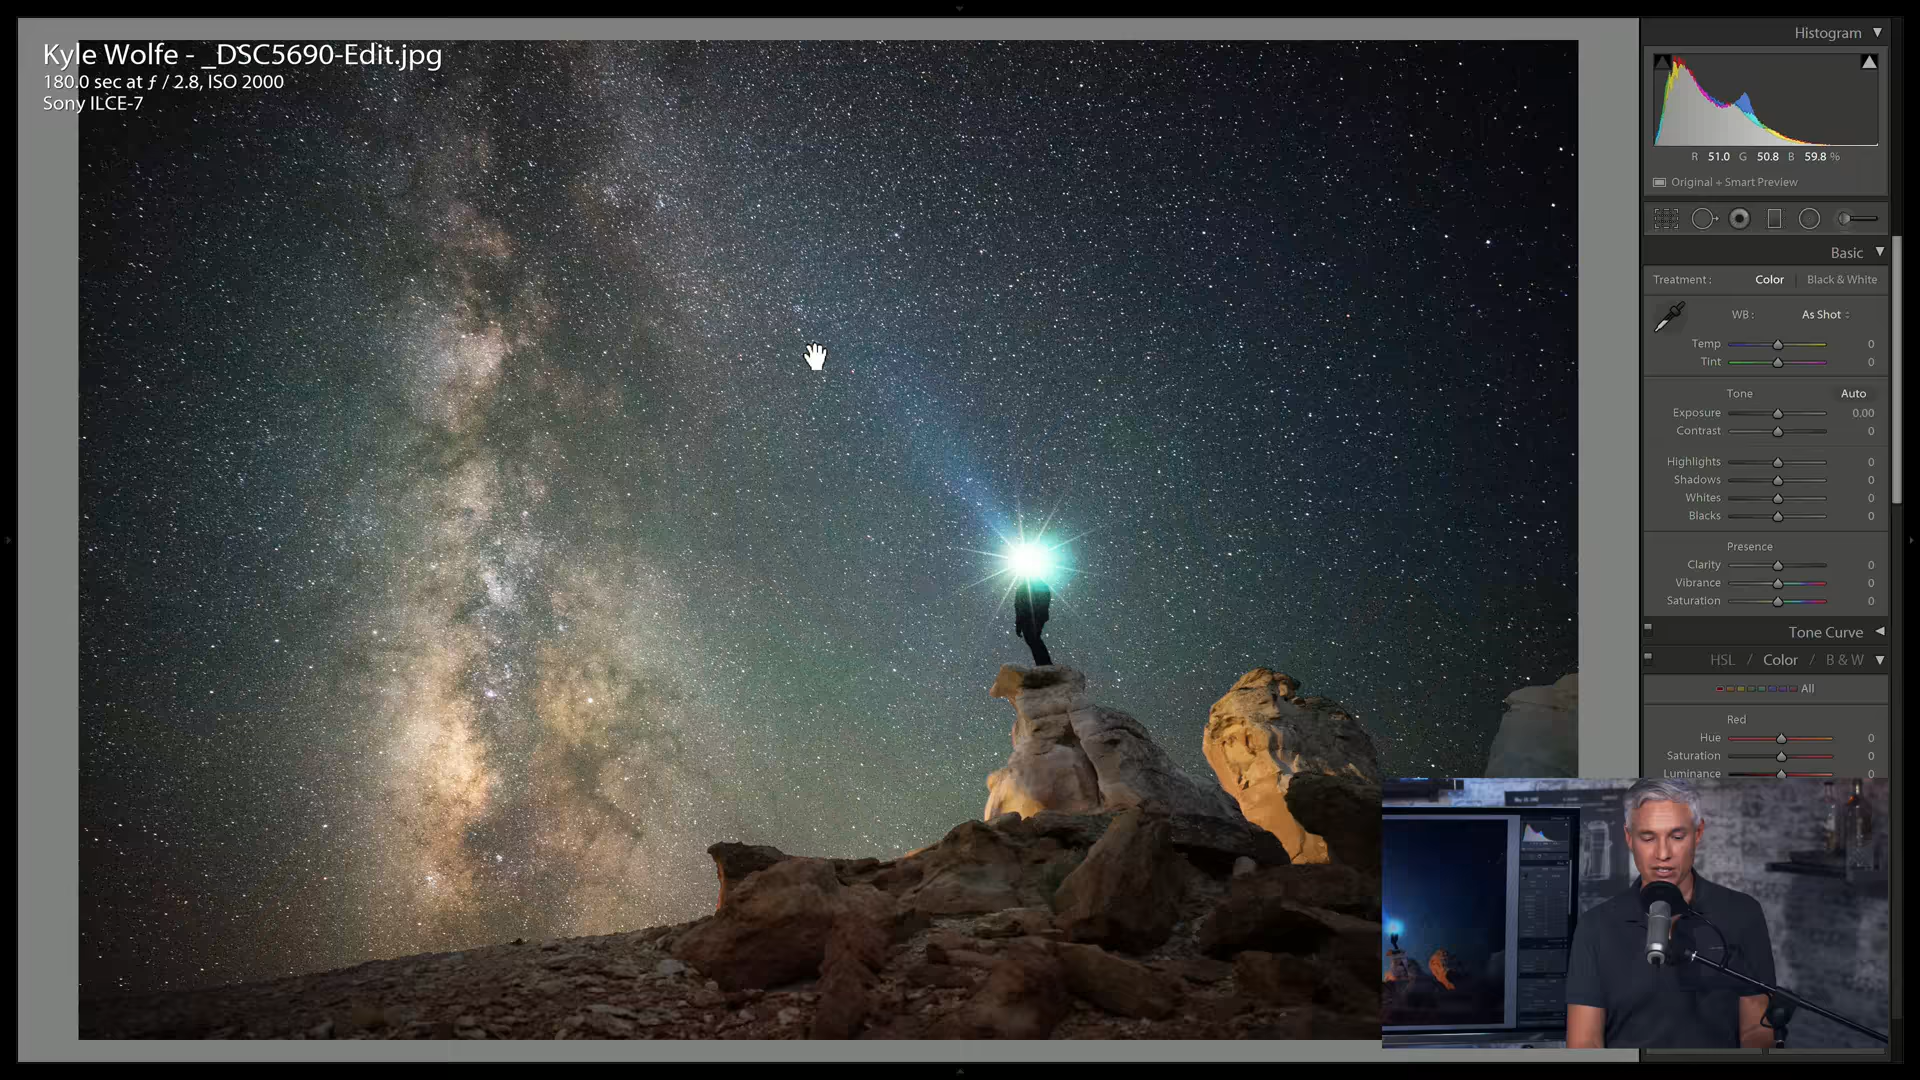 Kyle Wolfe - _DSC5690-Edit.jpg
180.0 sec at ƒ / 2.8, ISO 2000
Sony ILCE-7
Histogram
R 51.0 G 50.8 B 59.8 %
Original + Smart Preview
Basic
Treatment : Color Black & White
WB : As Shot
Temp 0
Tint 0
Tone Auto
Exposure 0.00
Contrast 0
Highlights 0
Shadows 0
Whites 0
Blacks 0
Presence
Clarity 0
Vibrance 0
Saturation 0
Tone Curve
HSL / Color / B & W
All
Red
Hue 0
Saturation 0
Luminance 0